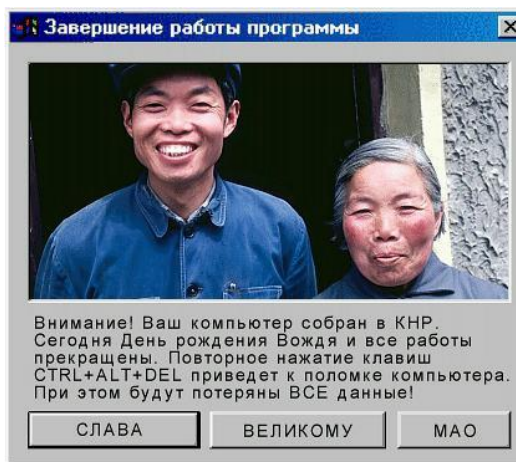 Завершение работы программы
Внимание! Ваш компьютер собран в КНР.
Сегодня День рождения Вождя и все работы
прекращены. Повторное нажатие клавиш
CTRL+ALT+DEL приведет к поломке компьютера.
При этом будут потеряны ВСЕ данные!
СЛАВА ВЕЛИКОМУ МАО